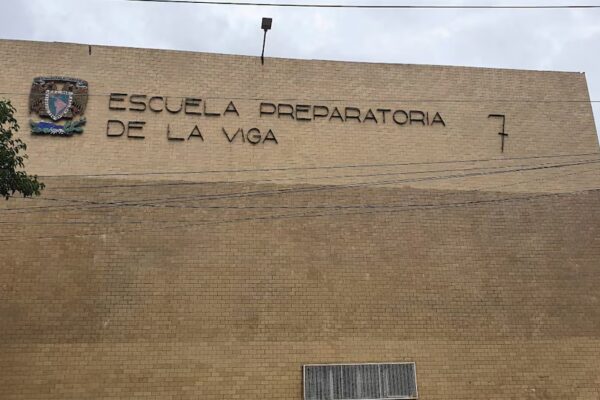 ESCUELA PREPARATORIA 7
DE LA VIGA